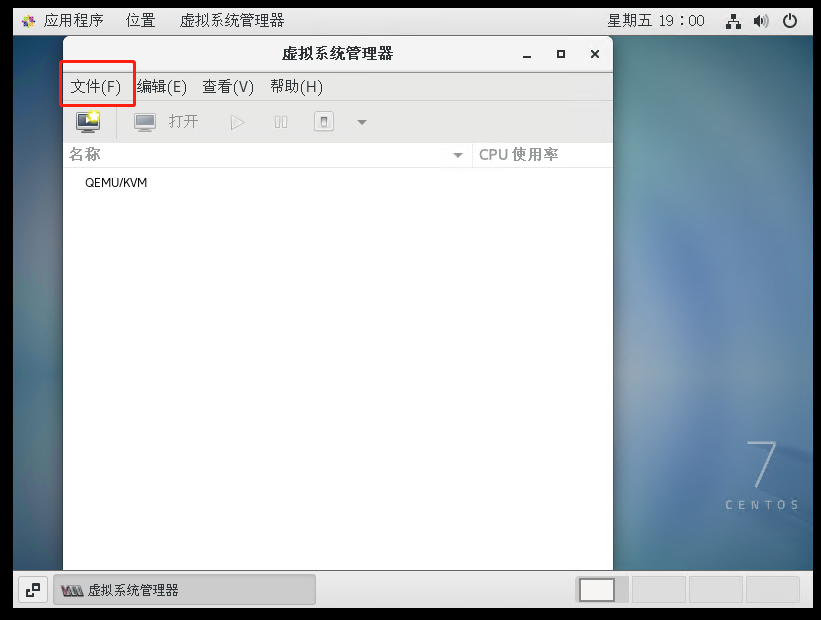 应用程序 位置 虚拟系统管理器 星期五 19：00
虚拟系统管理器
文件(F) 编辑(E) 查看(V) 帮助(H)
打开
名称 CPU 使用率
QEMU/KVM
7
CENTOS
虚拟系统管理器